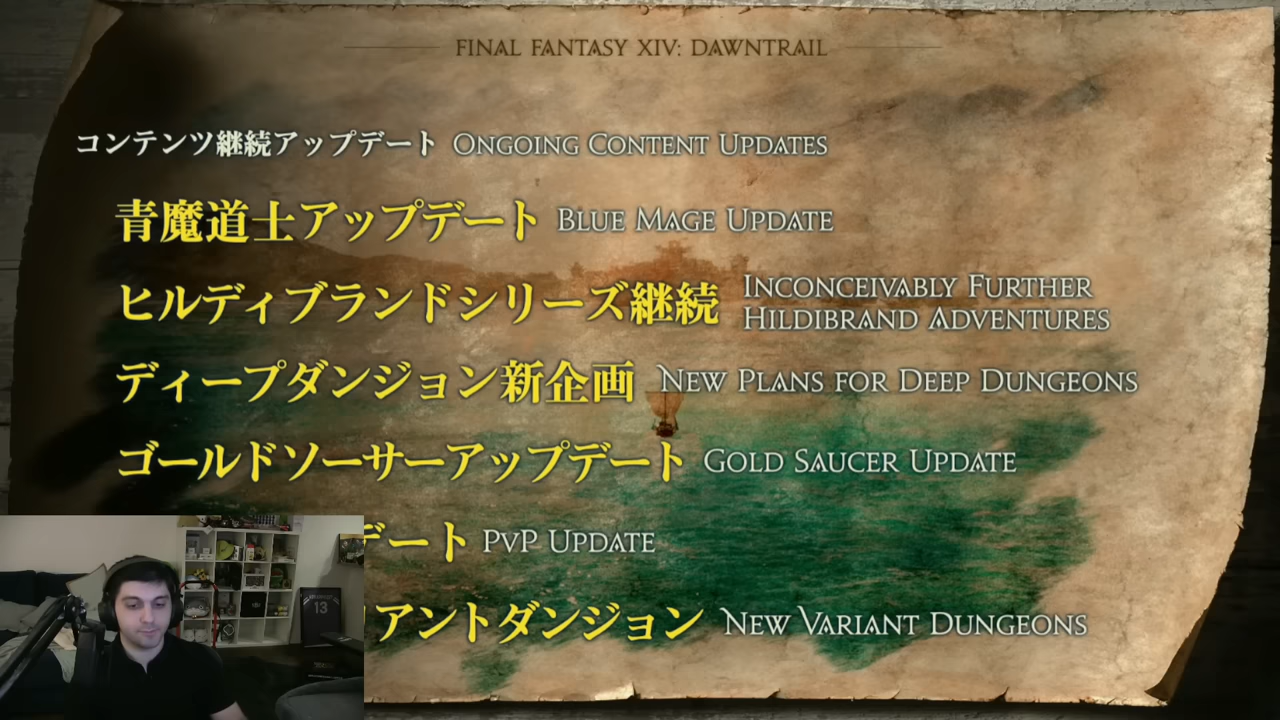 FINAL FANTASY XIV: DAWNTRAIL
コンテンツ継続アップデート ONGOING CONTENT UPDATES
青魔道士アップデート BLUE MAGE UPDATE
ヒルディブランドシリーズ継続 INCONCEIVABLY FURTHER
HILDIBRAND ADVENTURES
ディープダンジョン新企画 NEW PLANS FOR DEEP DUNGEONS
ゴールドソーサーアップデート GOLD SAUCER UPDATE
デート PVP UPDATE
アントダンジョン NEW VARIANT DUNGEONS
13